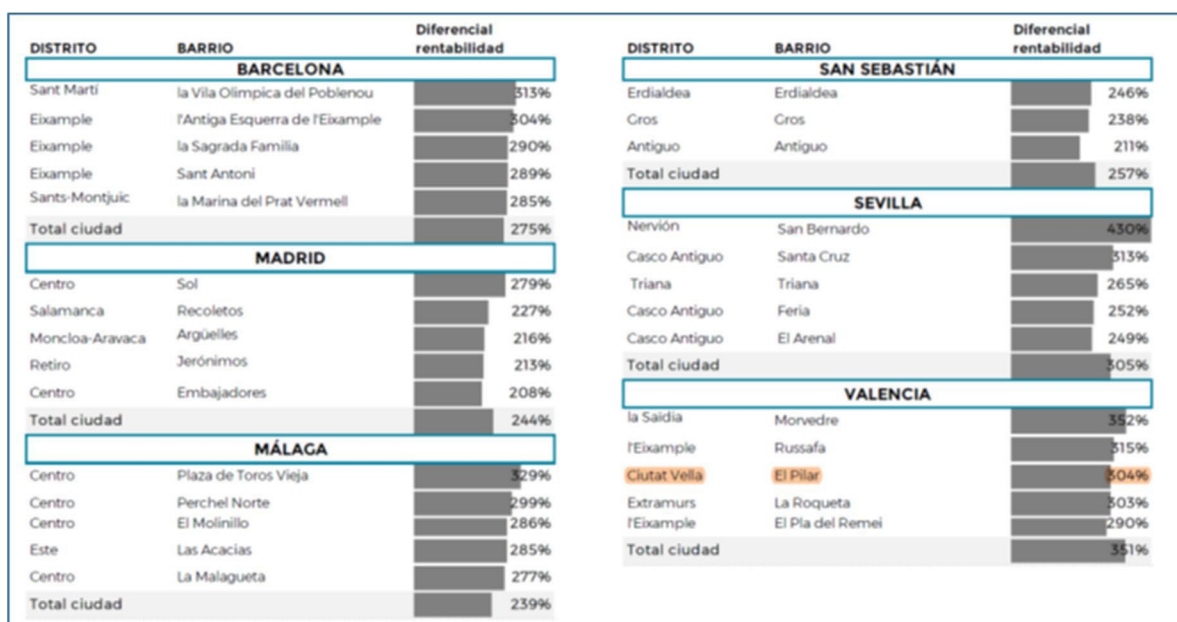 DISTRITO BARRIO Diferencial rentabilidad
BARCELONA
Sant Martí la Vila Olimpica del Poblenou 313%
Eixample l'Antiga Esquerra de l'Eixample 304%
Eixample la Sagrada Familia 290%
Eixample Sant Antoni 289%
Sants-Montjuic la Marina del Prat Vermell 285%
Total ciudad 275%
MADRID
Centro Sol 279%
Salamanca Recoletos 227%
Moncloa-Aravaca Argüelles 216%
Retiro Jerónimos 213%
Centro Embajadores 208%
Total ciudad 244%
MÁLAGA
Centro Plaza de Toros Vieja 329%
Centro Perchel Norte 299%
Centro El Molinillo 286%
Este Las Acacias 285%
Centro La Malagueta 277%
Total ciudad 239%
DISTRITO BARRIO Diferencial rentabilidad
SAN SEBASTIÁN
Erdialdea Erdialdea 246%
Gros Gros 238%
Antiguo Antiguo 211%
Total ciudad 257%
SEVILLA
Nervión San Bernardo 430%
Casco Antiguo Santa Cruz 313%
Triana Triana 265%
Casco Antiguo Feria 252%
Casco Antiguo El Arenal 249%
Total ciudad 305%
VALENCIA
la Saïdia Morvedre 352%
l'Eixample Russafa 315%
Ciutat Vella El Pilar 304%
Extramurs La Roqueta 303%
l'Eixample El Pla del Remei 290%
Total ciudad 351%